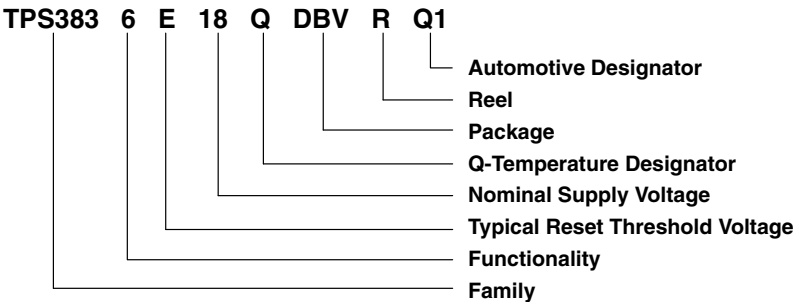 TPS383 6 E 18 Q DBV R Q1
Automotive Designator
Reel
Package
Q-Temperature Designator
Nominal Supply Voltage
Typical Reset Threshold Voltage
Functionality
Family